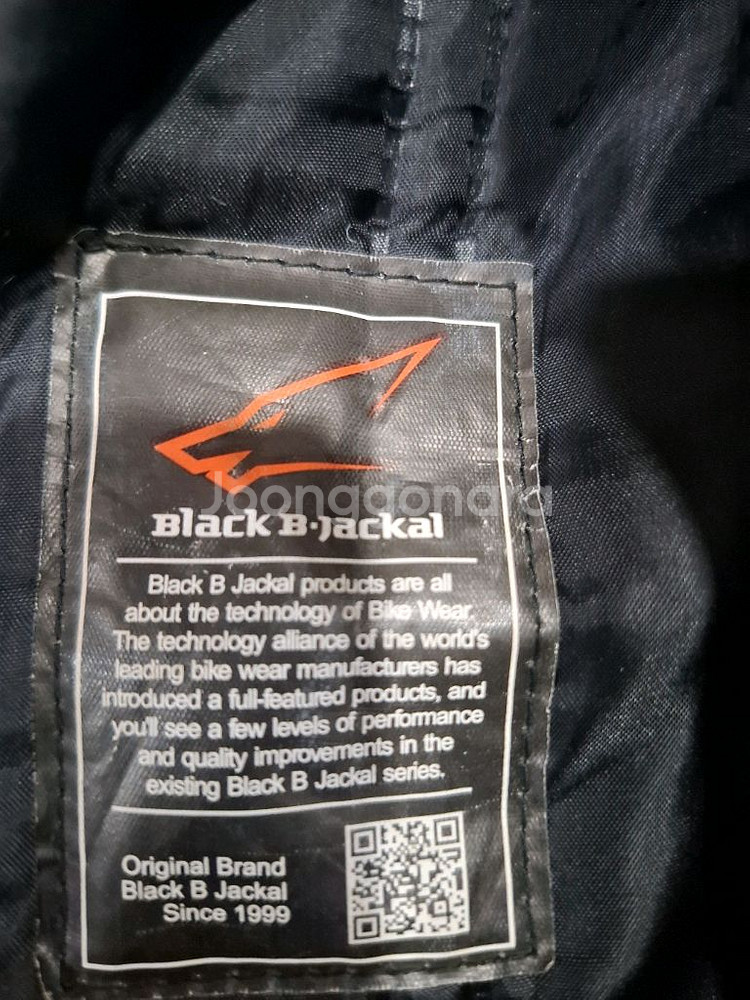 Joonggonara
Black B·Jackal
Black B Jackal products are all
about the technology of Bike Wear.
The technology alliance of the world's
leading bike wear manufacturers has
introduced a full-featured products, and
you'll see a few levels of performance
and quality improvements in the
existing Black B Jackal series.
Original Brand
Black B Jackal
Since 1999